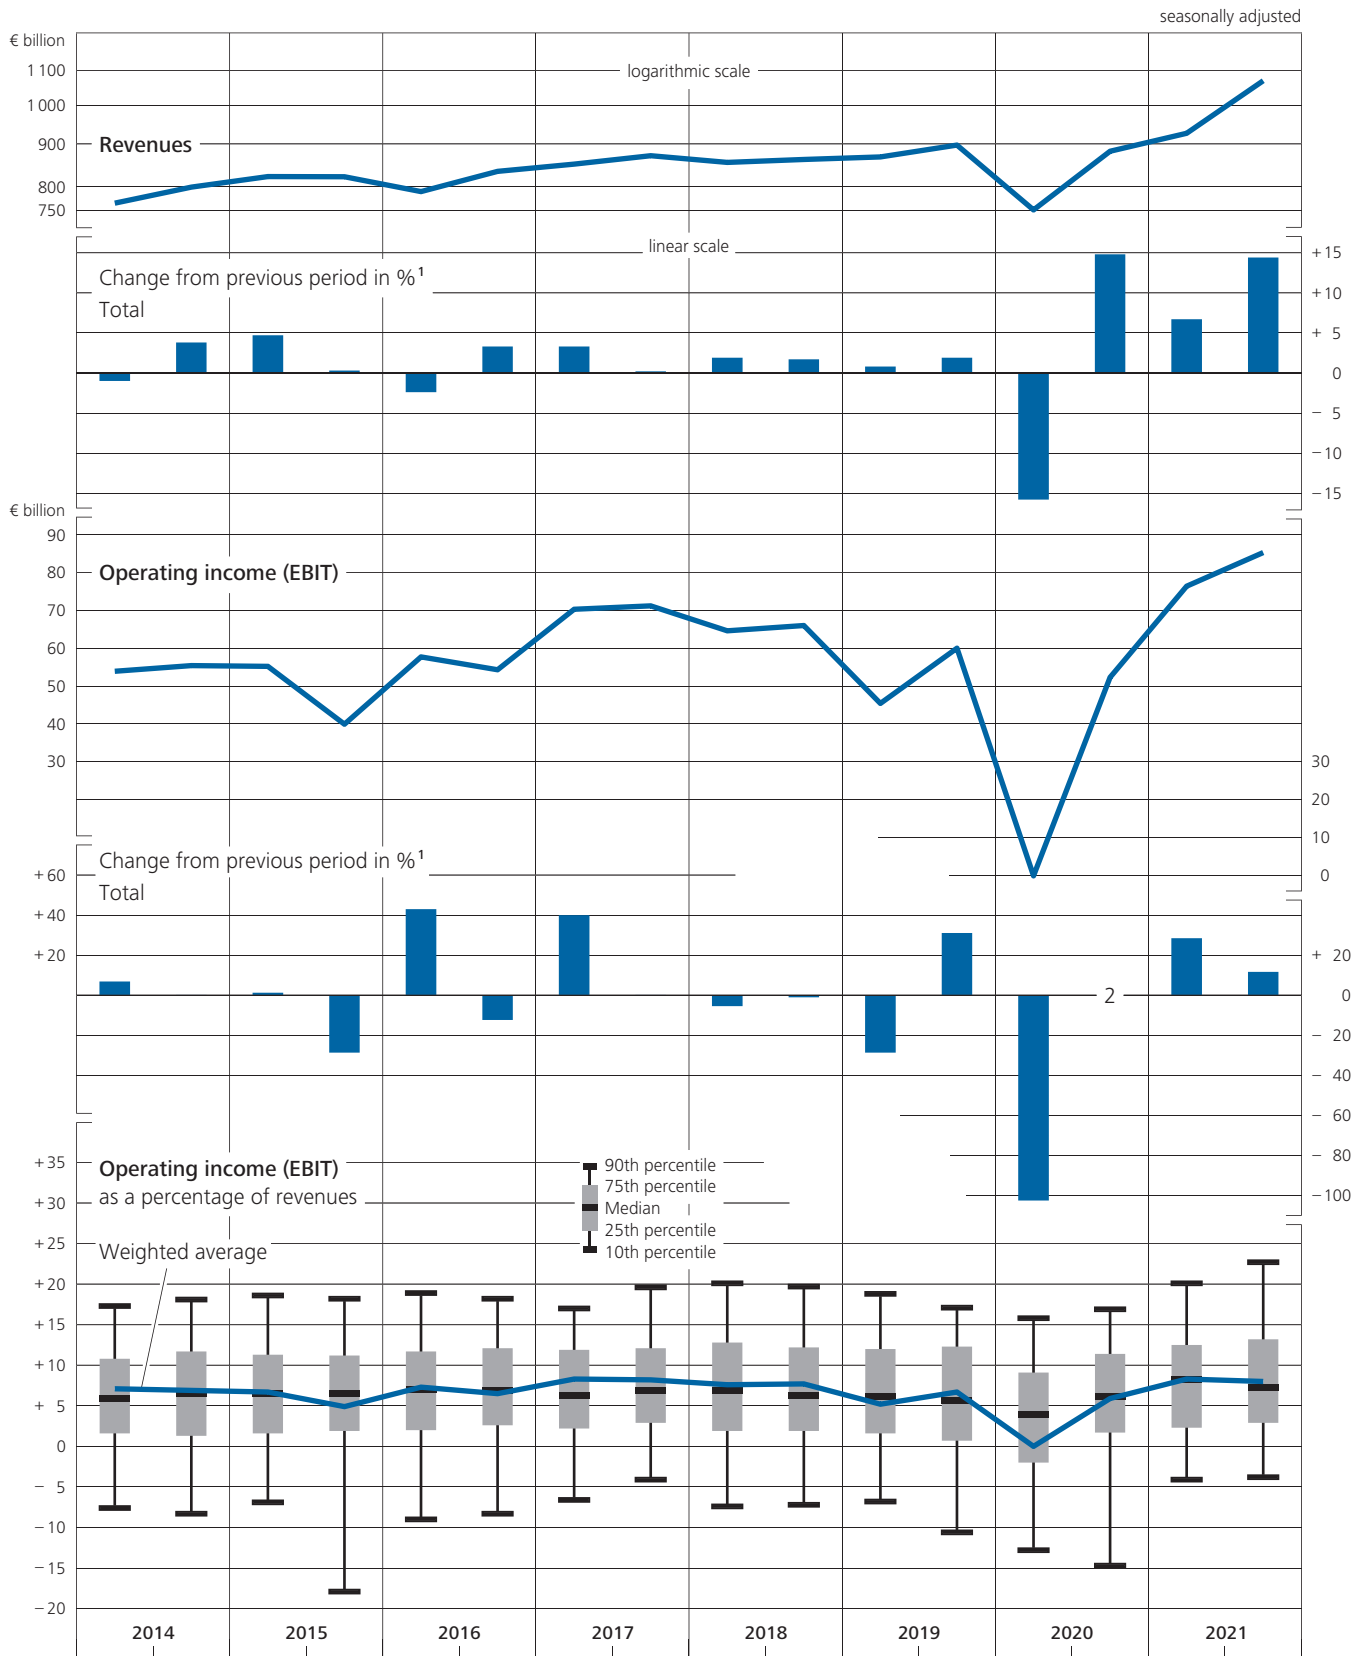 seasonally adjusted
€ billion
1 100
logarithmic scale
1 000
900
Revenues
800
750
linear scale
+ 15
Change from previous period in %¹
+ 10
Total
+ 5
0
− 5
− 10
− 15
€ billion
90
80
Operating income (EBIT)
70
60
50
40
30
30
20
10
Change from previous period in %¹
+ 60
0
Total
+ 40
+ 20
+ 20
2
0
− 20
− 40
− 60
− 80
− 100
+ 35
Operating income (EBIT)
90th percentile
as a percentage of revenues
75th percentile
+ 30
Median
25th percentile
+ 25
Weighted average
10th percentile
+ 20
+ 15
+ 10
+ 5
0
− 5
− 10
− 15
− 20
2014 2015 2016 2017 2018 2019 2020 2021